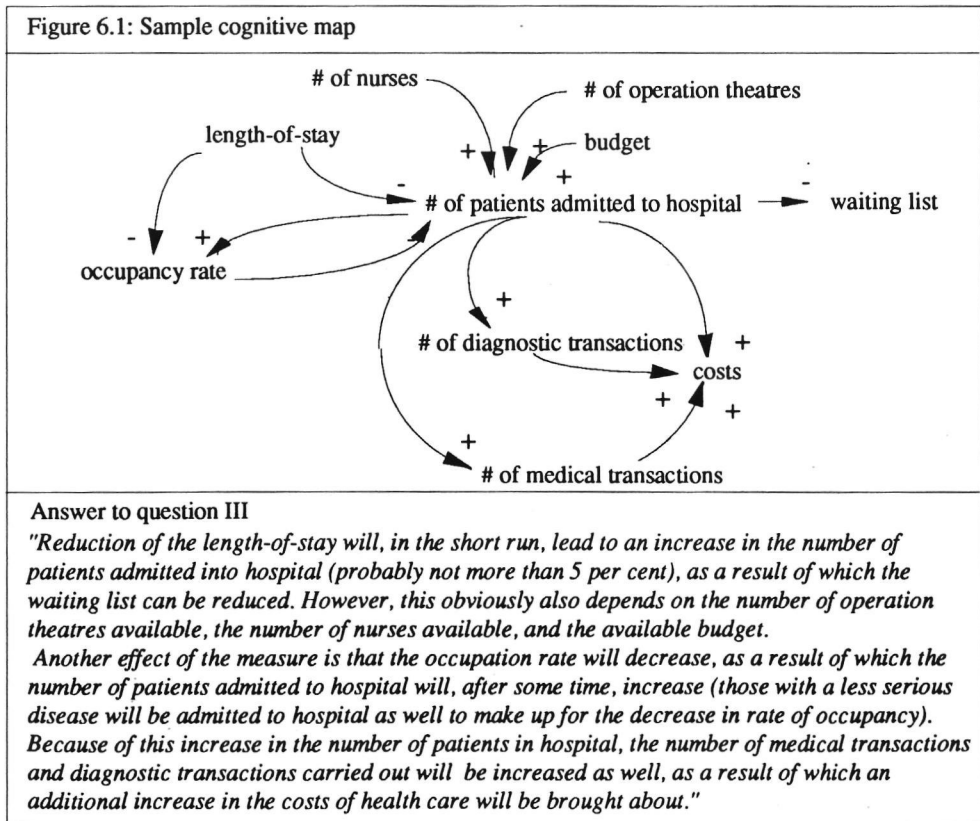 Figure 6.1: Sample cognitive map
# of nurses
# of operation theatres
length-of-stay
budget
+
+
+
-
-
# of patients admitted to hospital
waiting list
-
+
-
occupancy rate
+
# of diagnostic transactions
+
costs
+
+
+
# of medical transactions
Answer to question III
"Reduction of the length-of-stay will, in the short run, lead to an increase in the number of
patients admitted into hospital (probably not more than 5 per cent), as a result of which the
waiting list can be reduced. However, this obviously also depends on the number of operation
theatres available, the number of nurses available, and the available budget.
Another effect of the measure is that the occupation rate will decrease, as a result of which the
number of patients admitted to hospital will, after some time, increase (those with a less serious
disease will be admitted to hospital as well to make up for the decrease in rate of occupancy).
Because of this increase in the number of patients in hospital, the number of medical transactions
and diagnostic transactions carried out will be increased as well, as a result of which an
additional increase in the costs of health care will be brought about."